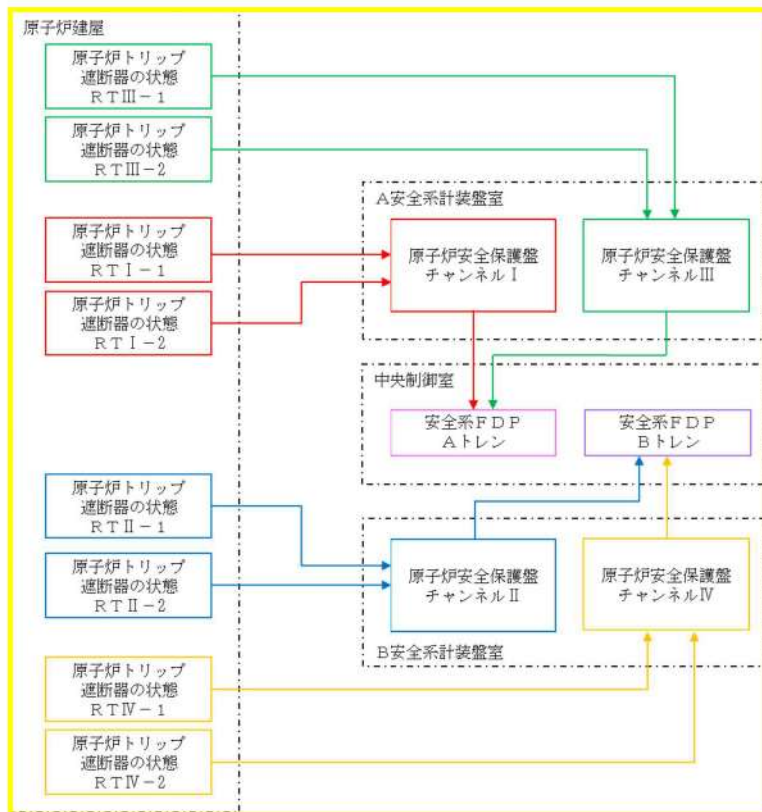 原子炉建屋
原子炉トリップ
遮断器の状態
ＲＴⅢ－１
原子炉トリップ
遮断器の状態
ＲＴⅢ－２
原子炉トリップ
遮断器の状態
ＲＴⅠ－１
原子炉トリップ
遮断器の状態
ＲＴⅠ－２
原子炉トリップ
遮断器の状態
ＲＴⅡ－１
原子炉トリップ
遮断器の状態
ＲＴⅡ－２
原子炉トリップ
遮断器の状態
ＲＴⅣ－１
原子炉トリップ
遮断器の状態
ＲＴⅣ－２
Ａ安全系計装盤室
原子炉安全保護盤
チャンネルⅠ
原子炉安全保護盤
チャンネルⅢ
中央制御室
安全系ＦＤＰ
Ａトレン
安全系ＦＤＰ
Ｂトレン
原子炉安全保護盤
チャンネルⅡ
原子炉安全保護盤
チャンネルⅣ
Ｂ安全系計装盤室